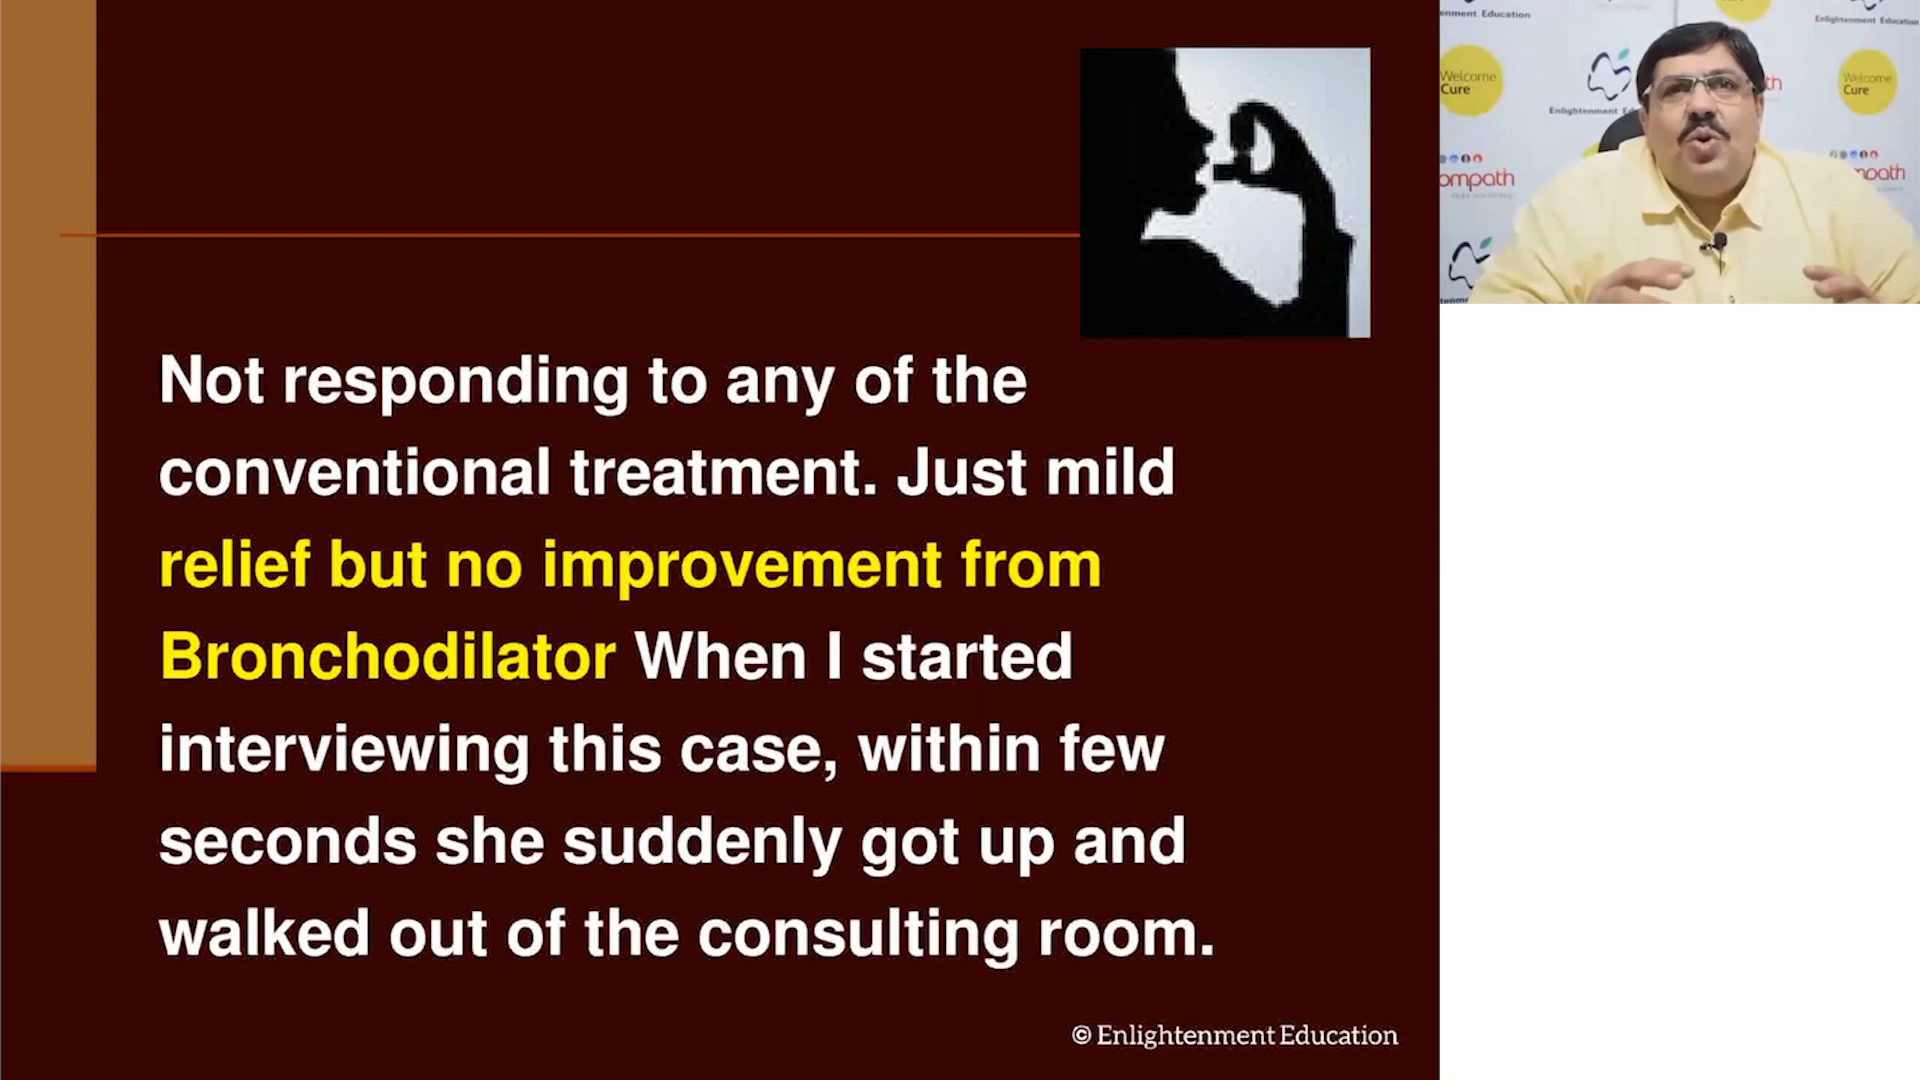 Not responding to any of the
conventional treatment. Just mild
relief but no improvement from
Bronchodilator When I started
interviewing this case, within few
seconds she suddenly got up and
walked out of the consulting room.
© Enlightenment Education
Enlightenment Education
Welcome
Cure
Welcome
Cure
Enlightenment
ompath